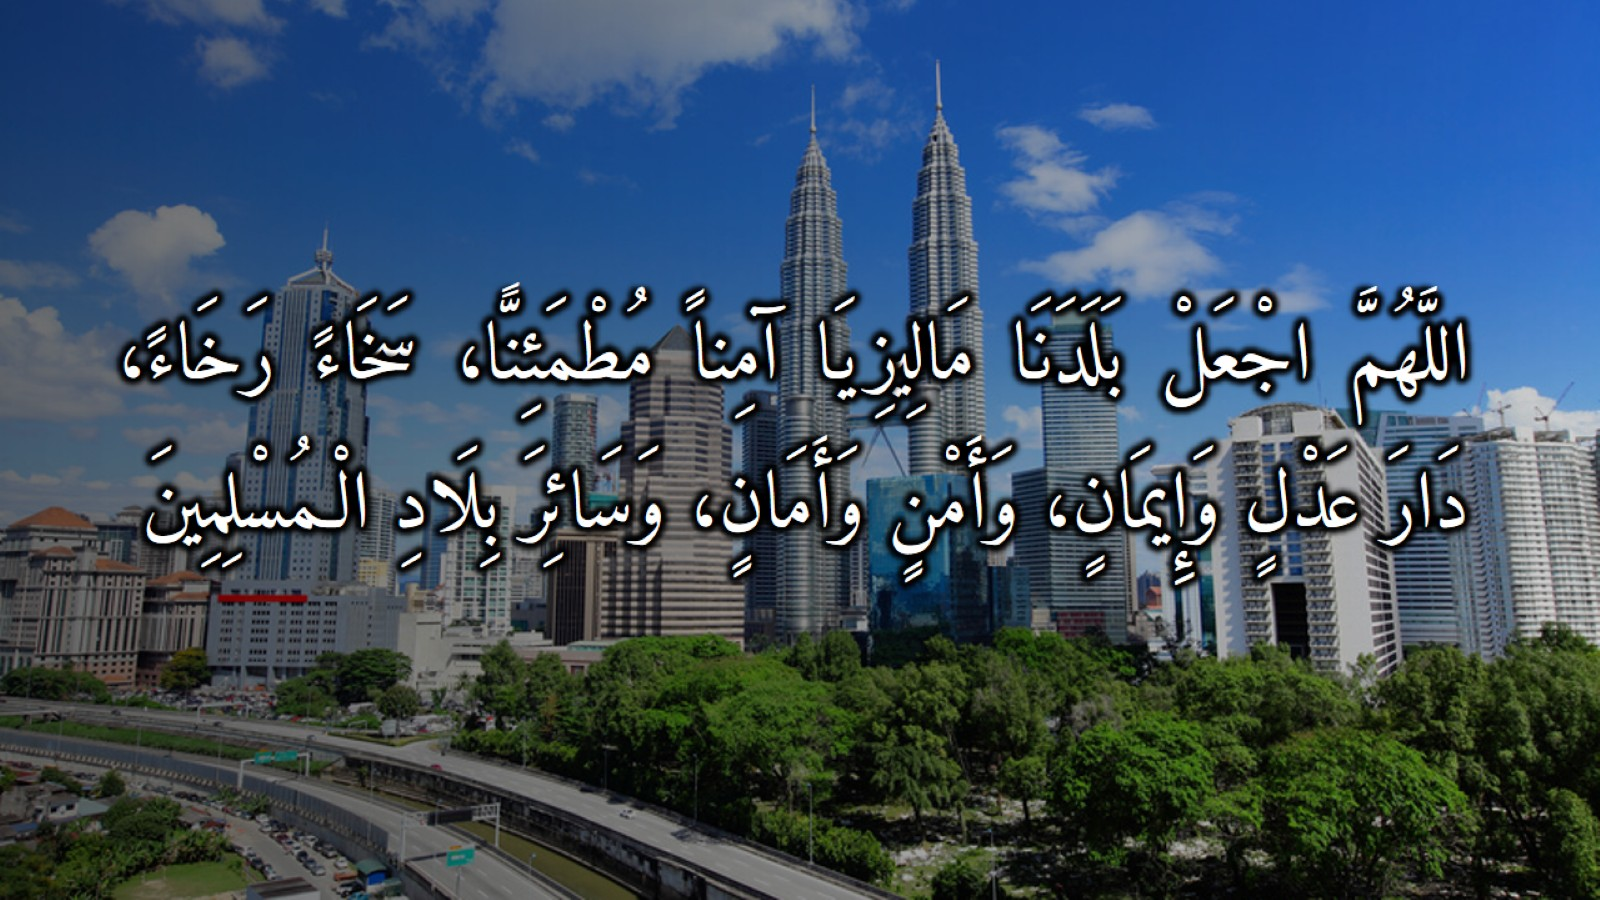 اللَّهُمَّ اجْعَلْ بَلَدَنَا مَالِيزِيَا آمِناً مُطْمَئِنًّا، سَخَاءً رَخَاءً،
دَارَ عَدْلٍ وَإِيمَانٍ، وَأَمْنٍ وَأَمَانٍ، وَسَائِرَ بِلَادِ الْمُسْلِمِينَ